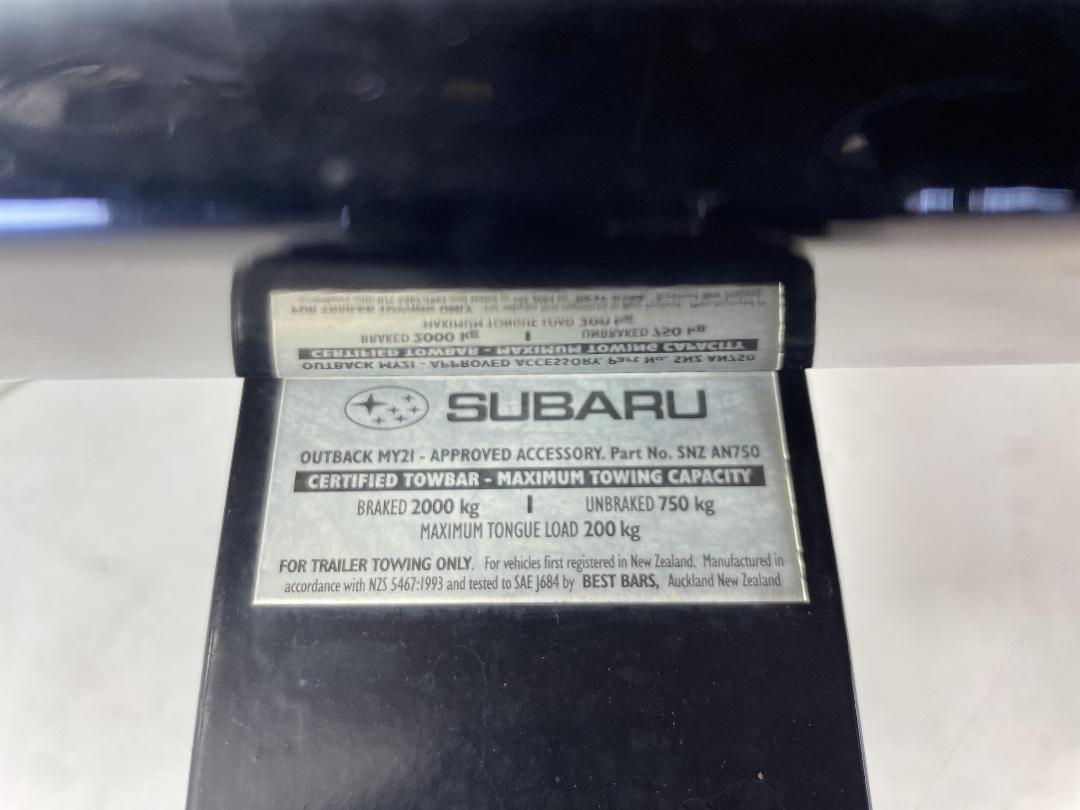 SUBARU
OUTBACK MY21 - APPROVED ACCESSORY. Part No. SNZ AN750
CERTIFIED TOWBAR - MAXIMUM TOWING CAPACITY
BRAKED 2000 kg | UNBRAKED 750 kg
MAXIMUM TONGUE LOAD 200 kg
FOR TRAILER TOWING ONLY. For vehicles first registered in New Zealand. Manufactured in
accordance with NZS 5467:1993 and tested to SAE J684 by BEST BARS, Auckland New Zealand